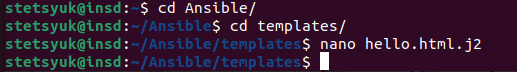 stetsyuk@insd:~$ cd Ansible/
stetsyuk@insd:~/Ansible$ cd templates/
stetsyuk@insd:~/Ansible/templates$ nano hello.html.j2
stetsyuk@insd:~/Ansible/templates$